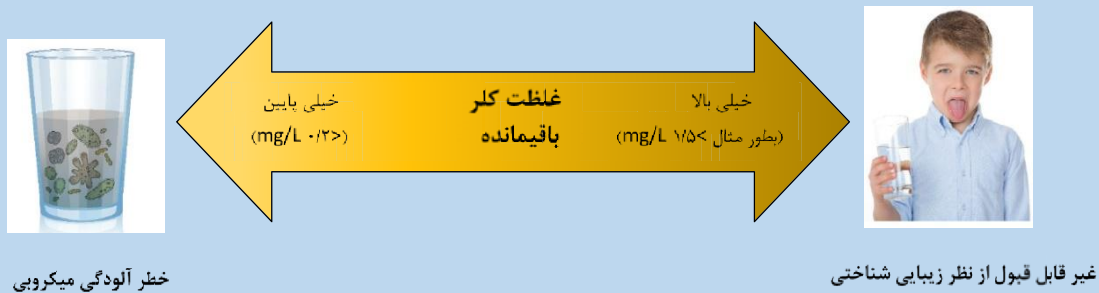 خیلی بالا
(بطور مثال >۱/۵ mg/L)
غلظت کلر
باقیمانده
خیلی پایین
(<۰/۲ mg/L)
غیر قابل قبول از نظر زیبایی شناختی
خطر آلودگی میکروبی